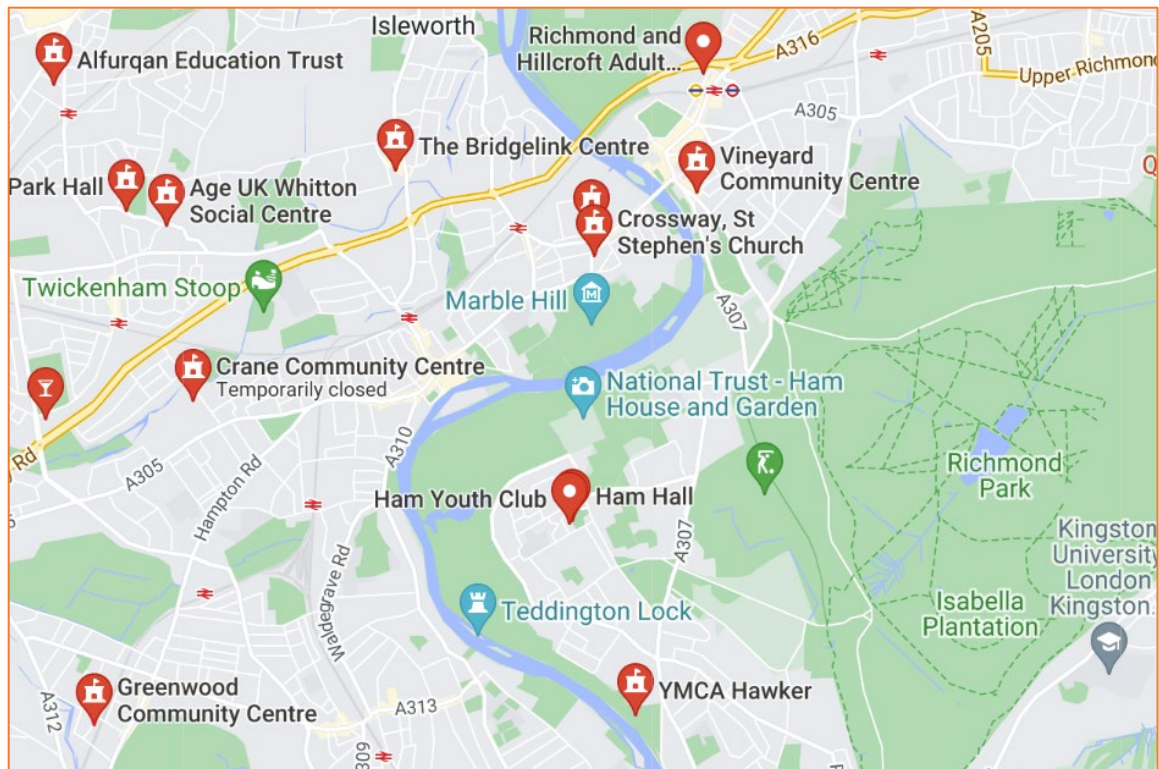 Isleworth
Richmond and
Hillcroft Adult...
A316
A205
Upper Richmond
Alfurqan Education Trust
A305
The Bridgelink Centre
Vineyard
Community Centre
Park Hall
Age UK Whitton
Social Centre
Q
Crossway, St
Stephen's Church
Twickenham Stoop
Marble Hill
M
A307
Crane Community Centre
Temporarily closed
National Trust - Ham
House and Garden
Rd
A305
Hampton Rd
A310
Richmond
Park
Ham Youth Club
Ham Hall
A307
Kingston
University
London
Kingston...
Waldegrave Rd
Teddington Lock
Isabella
Plantation
Greenwood
Community Centre
YMCA Hawker
A312
A313